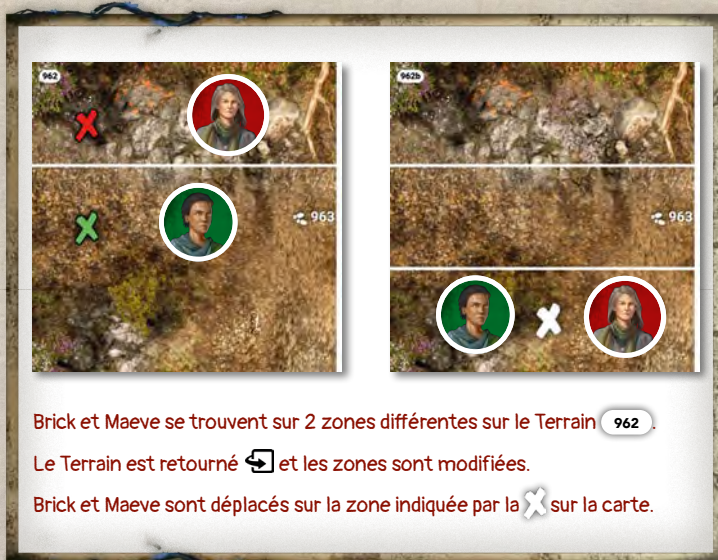 962
963
962b
963
Brick et Maeve se trouvent sur 2 zones différentes sur le Terrain 962.
Le Terrain est retourné et les zones sont modifiées.
Brick et Maeve sont déplacés sur la zone indiquée par la X sur la carte.